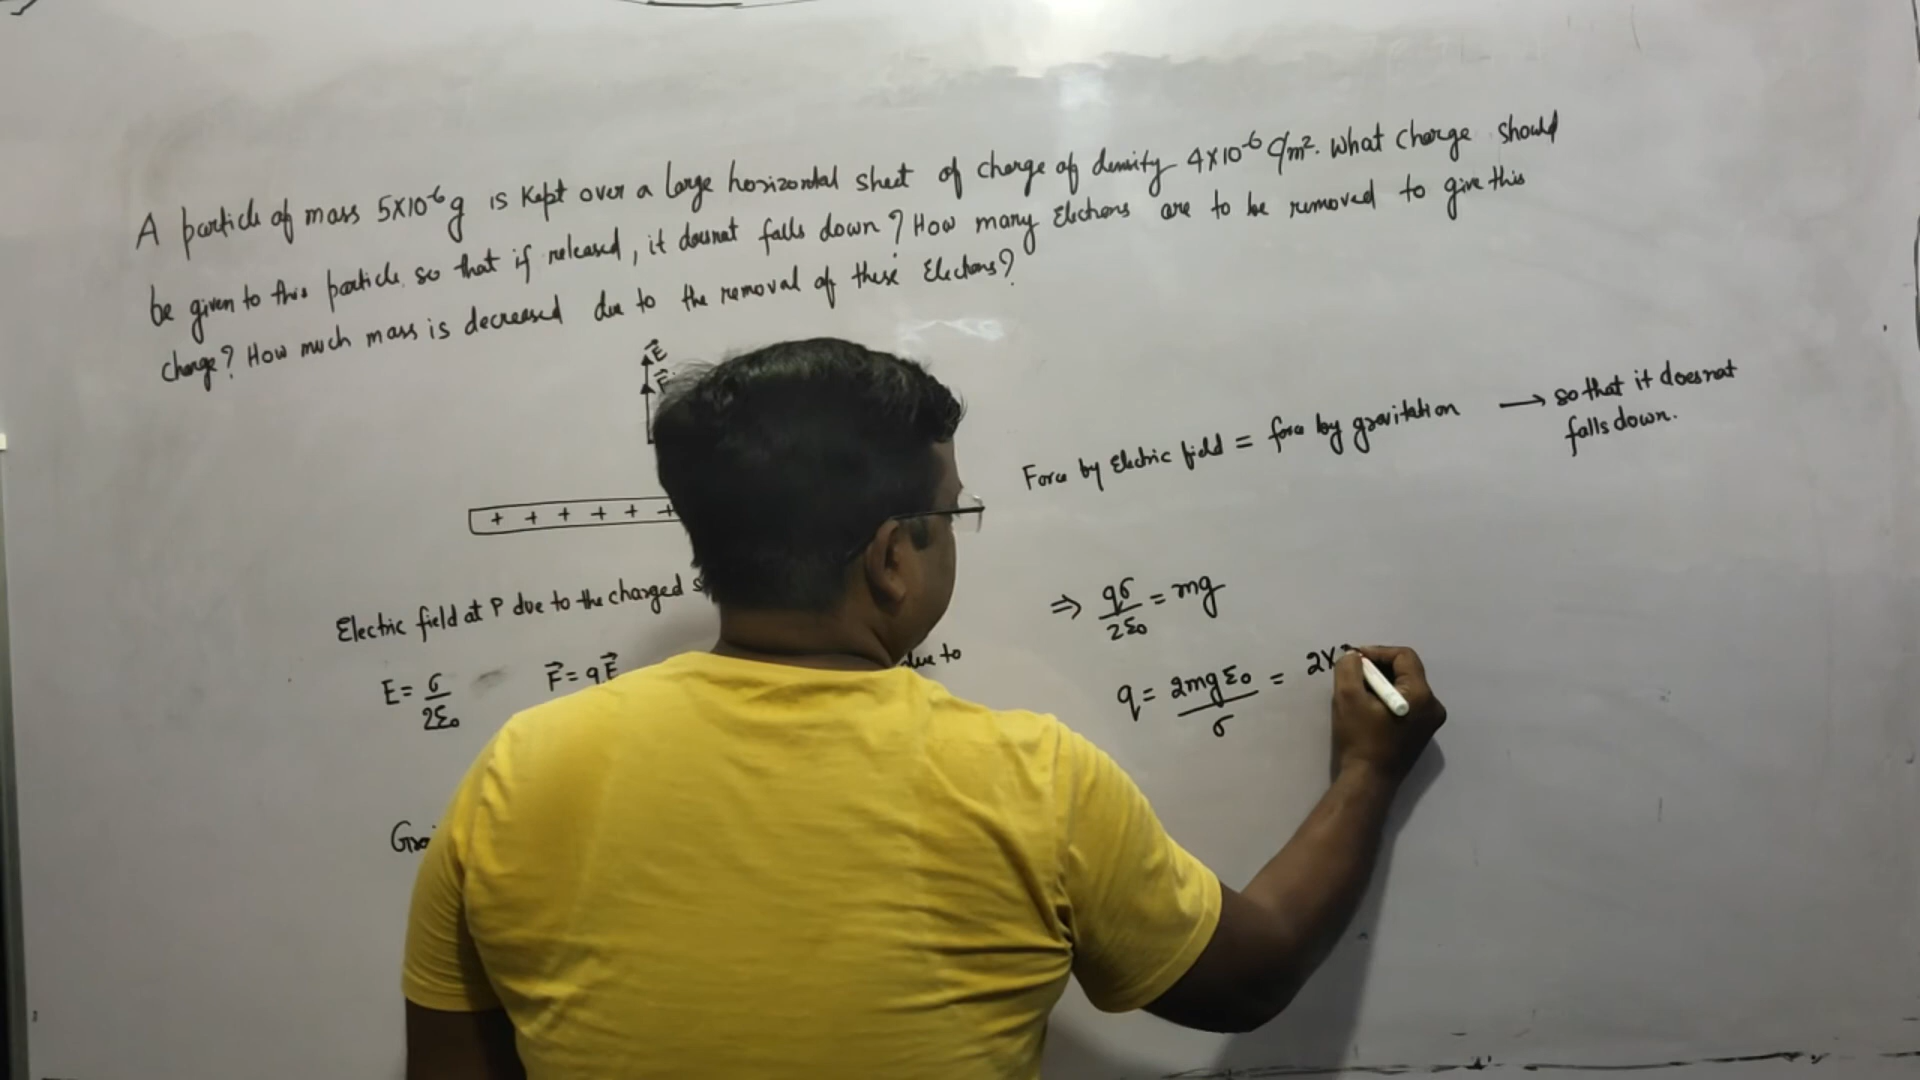 A particle of mass 5×10⁻⁶g is kept over a large horizontal sheet of charge of density 4×10⁻⁶ C/m². What charge should
be given to this particle so that if released, it doesnot falls down? How many Electrons are to be removed to give this
charge? How much mass is decreased due to the removal of these Electrons?
E⃗
F⃗
+ + + + + +
Electric field at P due to the charged
E = σ/2ε₀ F⃗ = qE⃗
due to
Force by Electric field = force by gravitation → so that it doesnot
falls down.
⇒ qσ/2ε₀ = mg
q = 2mgε₀/σ = 2×